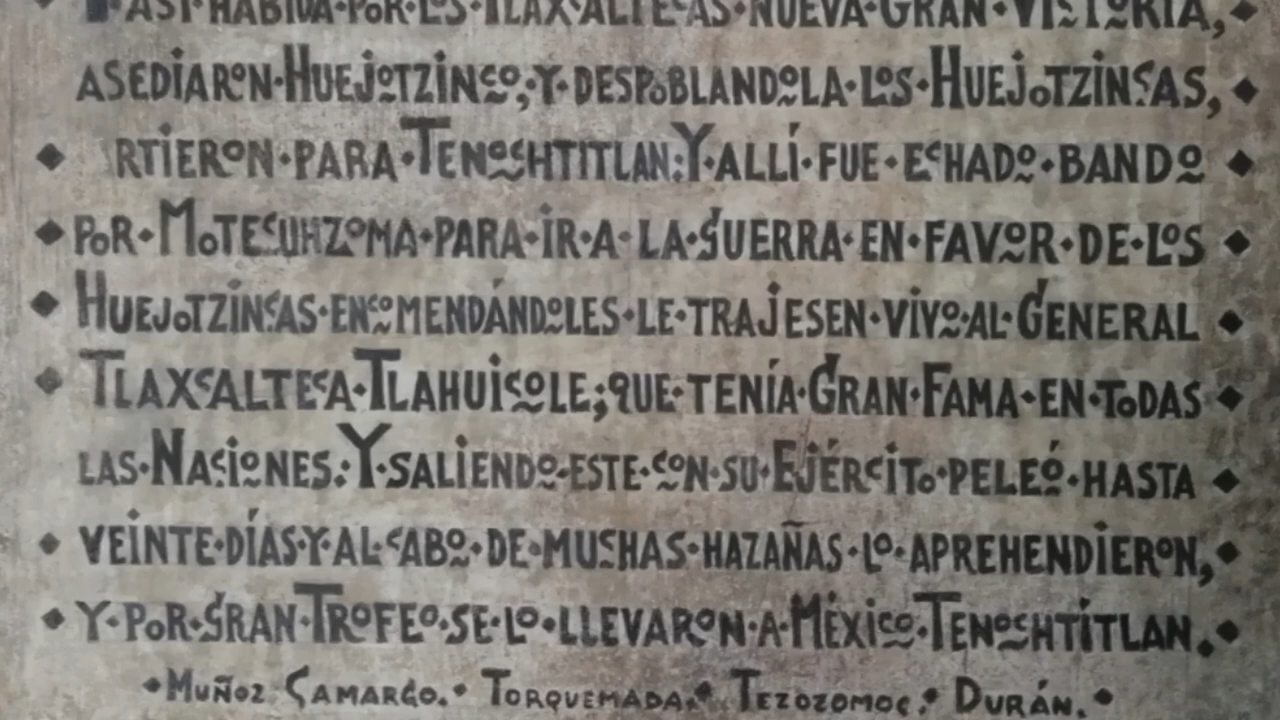 ASÍ HABIDA POR LOS TLAXCALTECAS NUEVA GRAN VICTORIA,
ASEDIARON HUEJOTZINCO; Y DESPOBLANDOLA LOS HUEJOTZINCAS,
RTIERON PARA TENOCHTITLAN: Y ALLÍ FUE ECHADO BANDO
POR MOTECUHZOMA PARA IR A LA GUERRA EN FAVOR DE LOS
HUEJOTZINCAS ENCOMENDÁNDOLES LE TRAJESEN VIVO AL GENERAL
TLAXCALTECA TLAHUICOLE; QUE TENÍA GRAN FAMA EN TODAS
LAS NACIONES: Y SALIENDO ESTE CON SU EJÉRCITO PELEÓ HASTA
VEINTE DÍAS Y AL CABO DE MUCHAS HAZAÑAS LO APREHENDIERON,
Y POR GRAN TROFEO SE LO LLEVARON A MÉXICO TENOCHTÍTLAN.
MUÑOZ CAMARGO. TORQUEMADA. TEZOZOMOC. DURÁN.